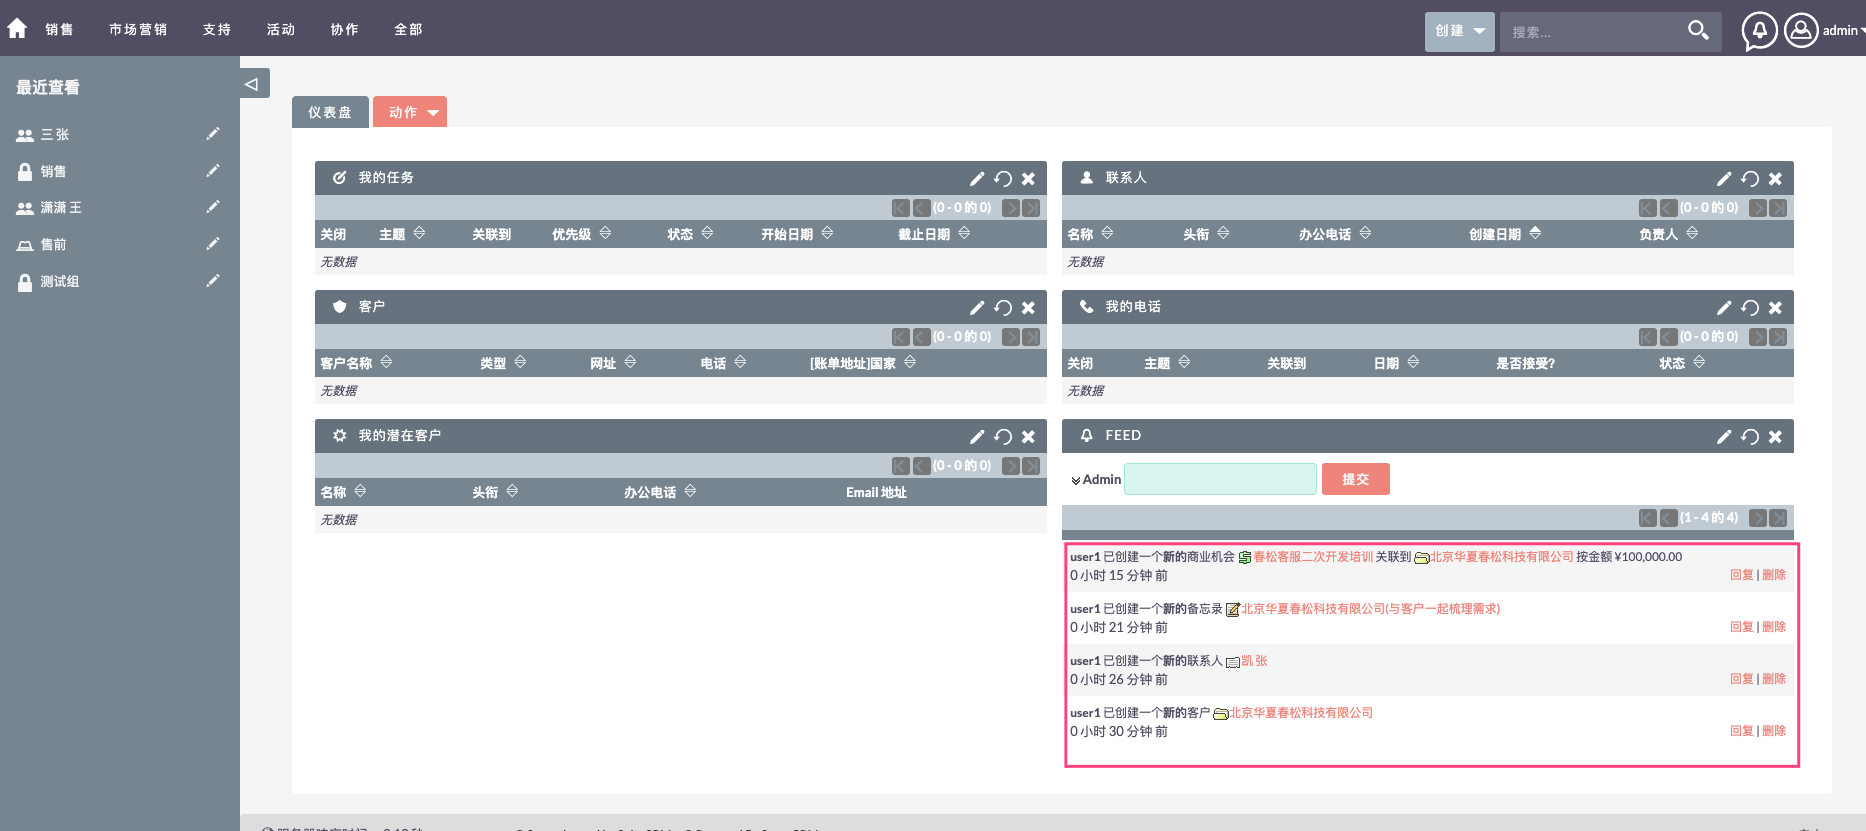 销售 市场营销 支持 活动 协作 全部 创建 搜索... admin
最近查看
三 张
销售
潇潇 王
售前
测试组
仪表盘 动作
我的任务
(0 - 0 的 0)
关闭 主题 关联到 优先级 状态 开始日期 截止日期
无数据
联系人
(0 - 0 的 0)
名称 头衔 办公电话 创建日期 负责人
无数据
客户
(0 - 0 的 0)
客户名称 类型 网址 电话 [账单地址]国家
无数据
我的电话
(0 - 0 的 0)
关闭 主题 关联到 日期 是否接受? 状态
无数据
我的潜在客户
(0 - 0 的 0)
名称 头衔 办公电话 Email 地址
无数据
FEED
Admin 提交
(1 - 4 的 4)
user1 已创建一个新的商业机会 春松客服二次开发培训 关联到 北京华夏春松科技有限公司 按金额 ¥100,000.00
0 小时 15 分钟 前 回复 | 删除
user1 已创建一个新的备忘录 北京华夏春松科技有限公司(与客户一起梳理需求)
0 小时 21 分钟 前 回复 | 删除
user1 已创建一个新的联系人 凯 张
0 小时 26 分钟 前 回复 | 删除
user1 已创建一个新的客户 北京华夏春松科技有限公司
0 小时 30 分钟 前 回复 | 删除